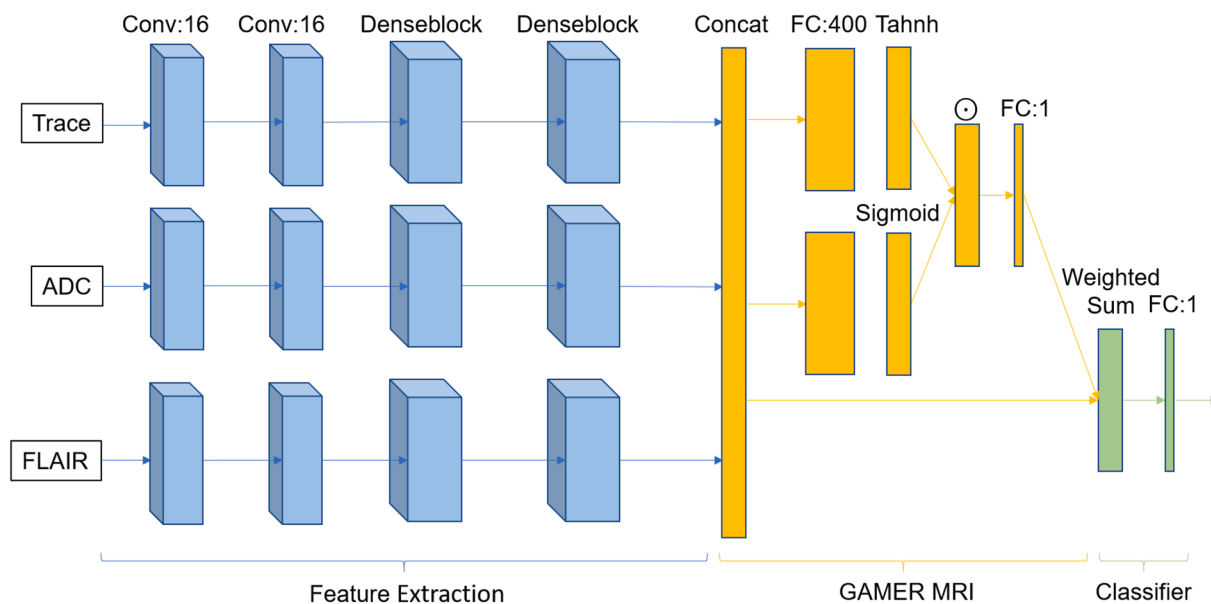 Conv:16 Conv:16 Denseblock Denseblock Concat FC:400 Tahnh
Trace
⊙ FC:1
Sigmoid
ADC
Weighted
Sum FC:1
FLAIR
Feature Extraction GAMER MRI Classifier